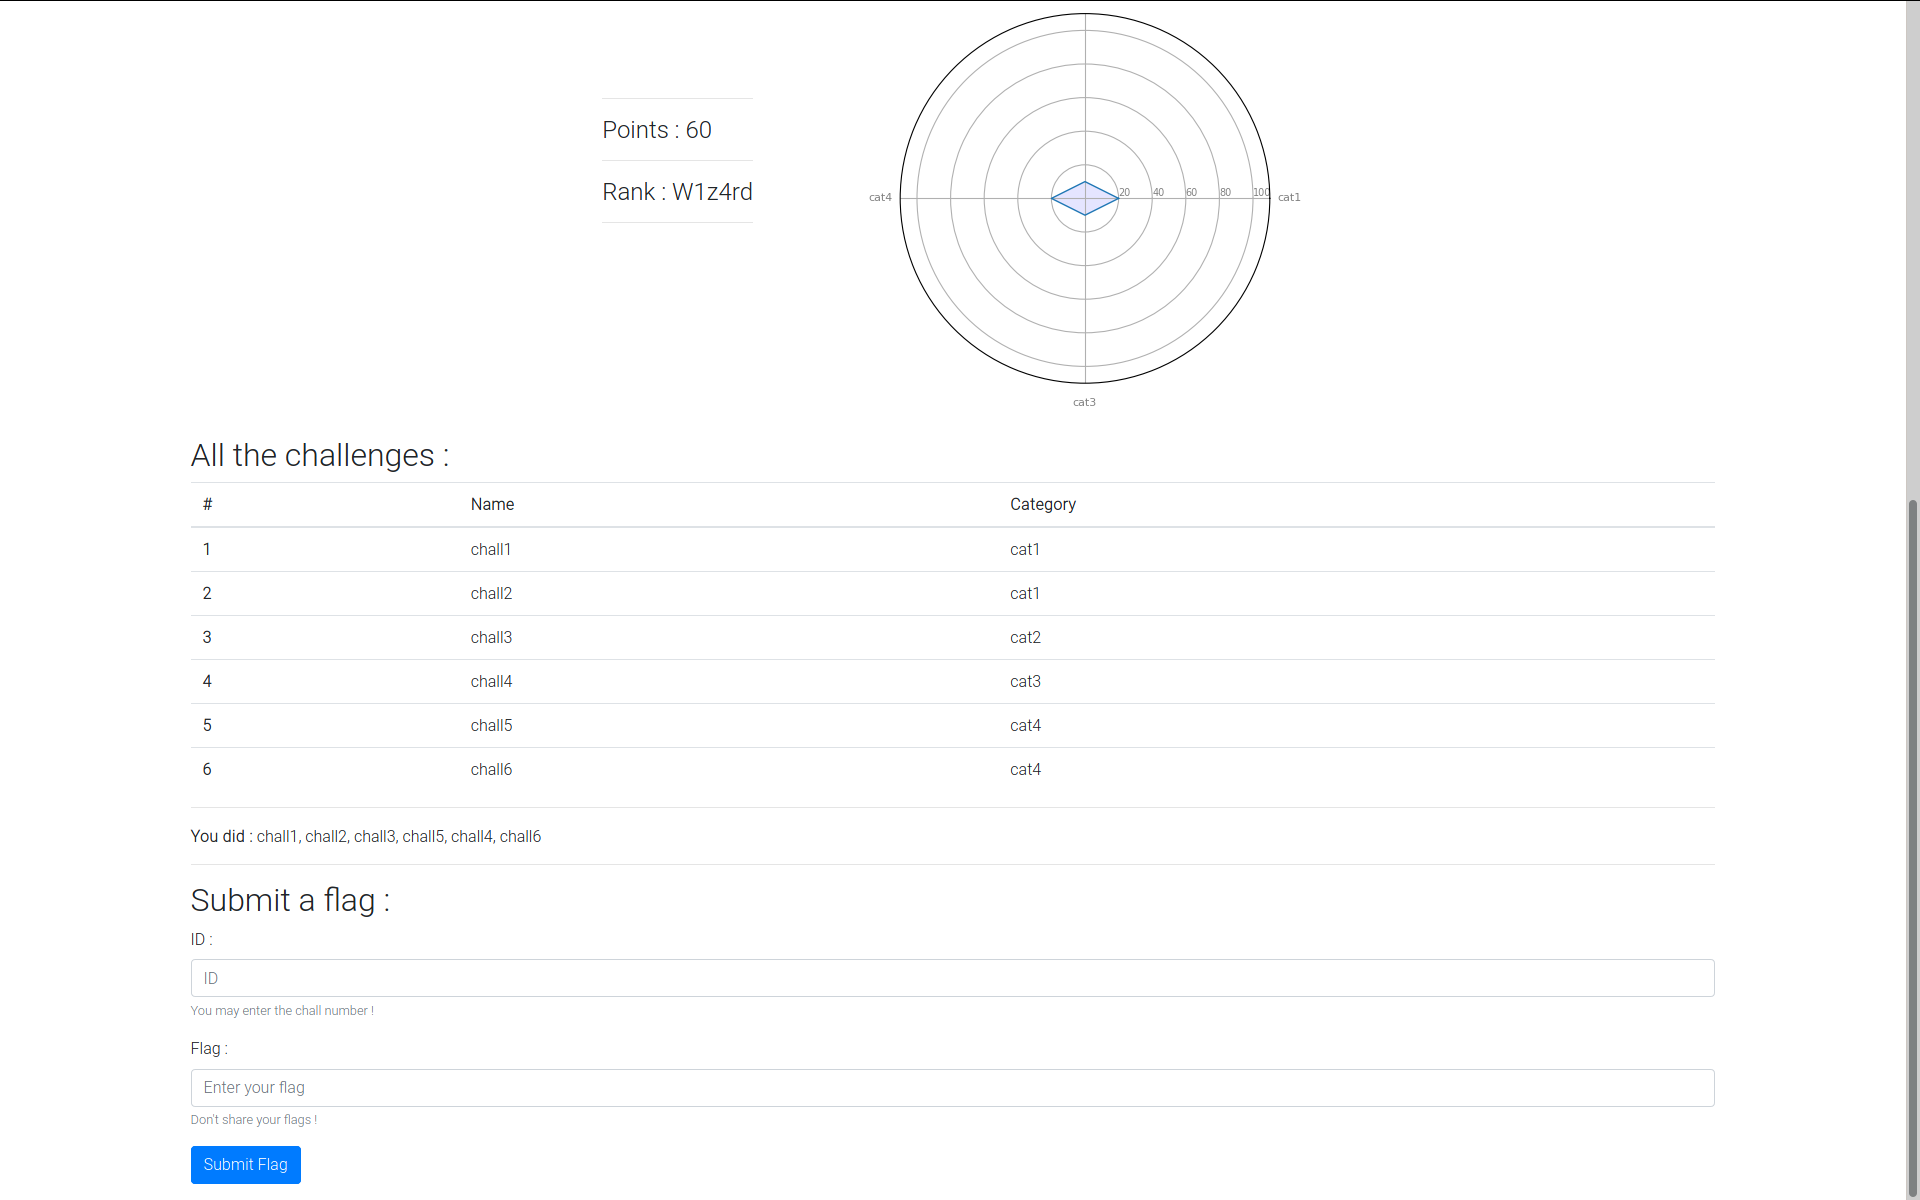 Points : 60
Rank : W1z4rd
20 40 60 80 100
cat4
cat1
cat3
All the challenges :
# Name Category
1 chall1 cat1
2 chall2 cat1
3 chall3 cat2
4 chall4 cat3
5 chall5 cat4
6 chall6 cat4
You did : chall1, chall2, chall3, chall5, chall4, chall6
Submit a flag :
ID :
ID
You may enter the chall number !
Flag :
Enter your flag
Don't share your flags !
Submit Flag